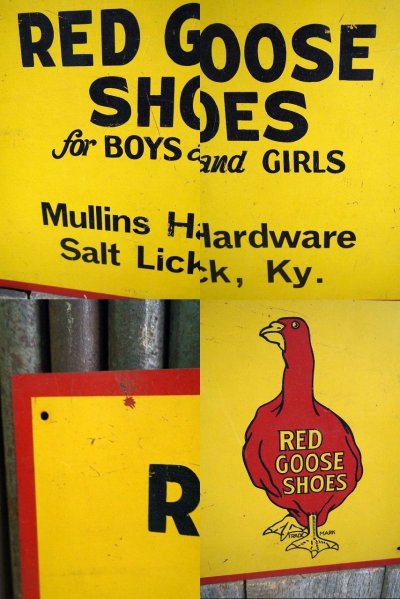 RED GOOSE
SHOES
for BOYS and GIRLS
Mullins Hardware
Salt Lick, Ky.
R
RED
GOOSE
SHOES
TRADE MARK